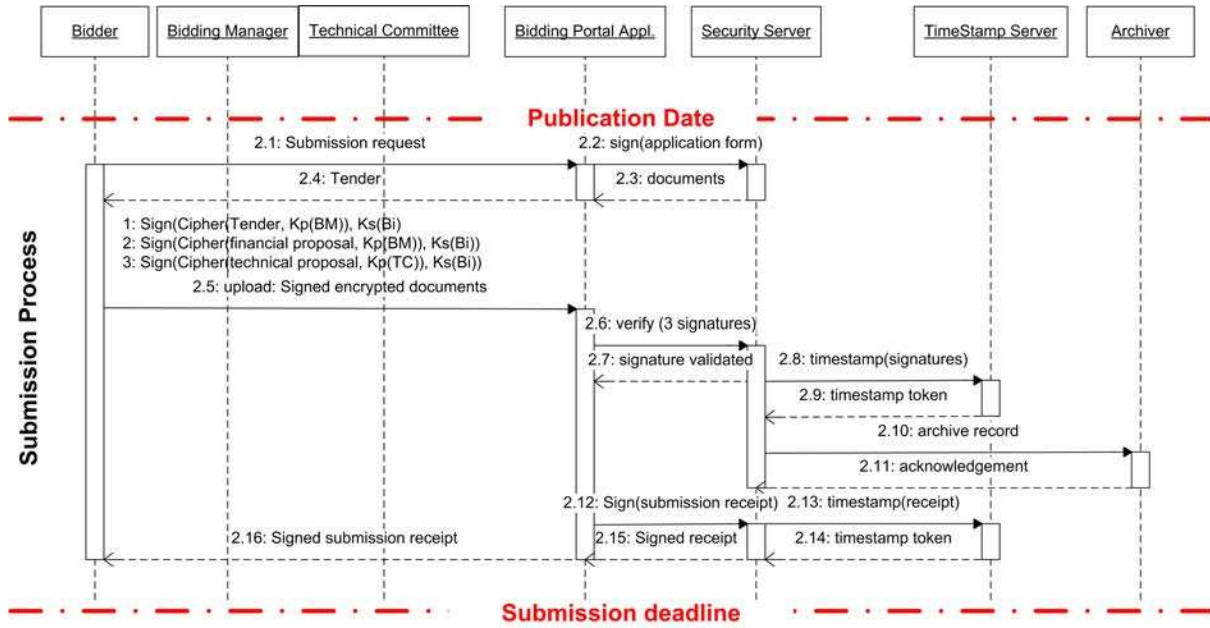 Bidder
Bidding Manager
Technical Committee
Bidding Portal Appl.
Security Server
TimeStamp Server
Archiver
Publication Date
2.1: Submission request
2.2: sign(application form)
2.4: Tender
2.3: documents
1: Sign(Cipher(Tender, Kp(BM)), Ks(Bi)
2: Sign(Cipher(financial proposal, Kp(BM)), Ks(Bi))
3: Sign(Cipher(technical proposal, Kp(TC)), Ks(Bi))
2.5: upload: Signed encrypted documents
2.6: verify (3 signatures)
2.7: signature validated
2.8: timestamp(signatures)
2.9: timestamp token
2.10: archive record
2.11: acknowledgement
2.12: Sign(submission receipt)
2.13: timestamp(receipt)
2.16: Signed submission receipt
2.15: Signed receipt
2.14: timestamp token
Submission Process
Submission deadline